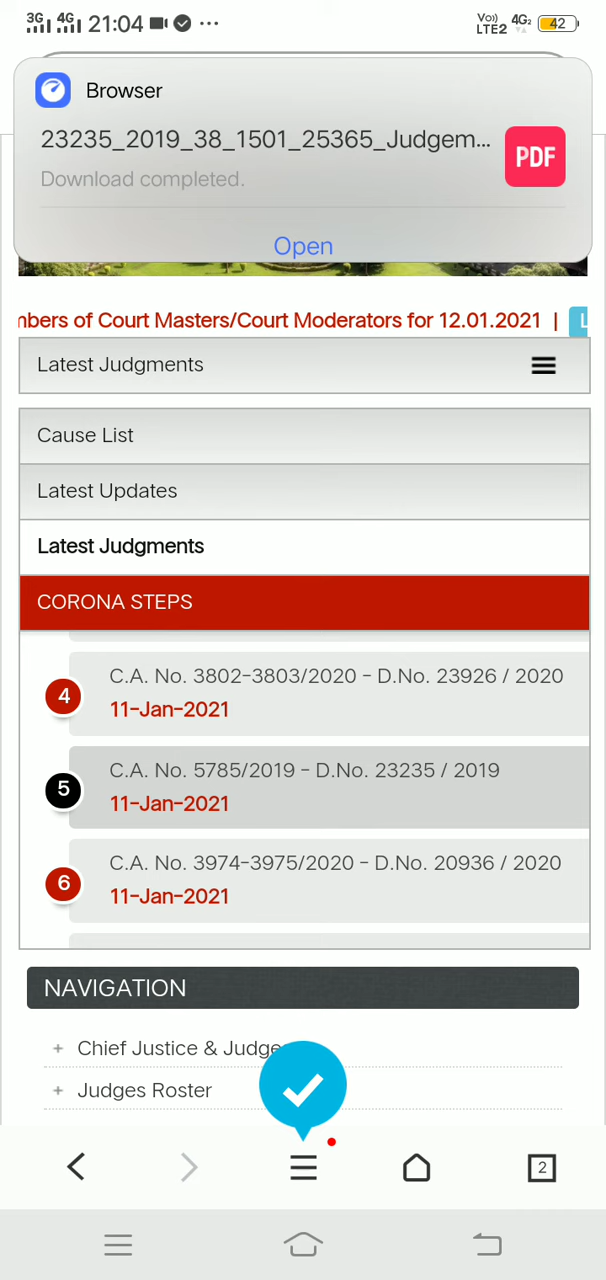 3G 4G 21:04 ... Vo)) LTE2 4G2 42
Browser
23235_2019_38_1501_25365_Judgem...
PDF
Download completed.
Open
mbers of Court Masters/Court Moderators for 12.01.2021 | L
Latest Judgments
Cause List
Latest Updates
Latest Judgments
CORONA STEPS
4
C.A. No. 3802-3803/2020 - D.No. 23926 / 2020
11-Jan-2021
5
C.A. No. 5785/2019 - D.No. 23235 / 2019
11-Jan-2021
6
C.A. No. 3974-3975/2020 - D.No. 20936 / 2020
11-Jan-2021
NAVIGATION
+ Chief Justice & Judge
+ Judges Roster
2